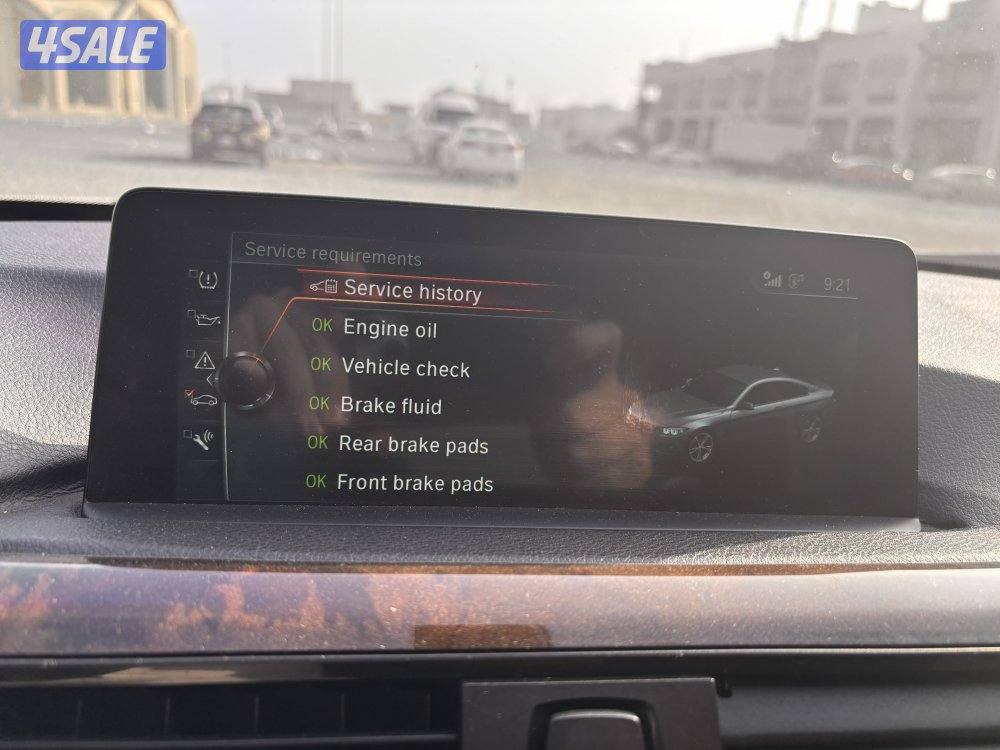 4SALE
Service requirements
9:21
Service history
OK Engine oil
OK Vehicle check
OK Brake fluid
OK Rear brake pads
OK Front brake pads